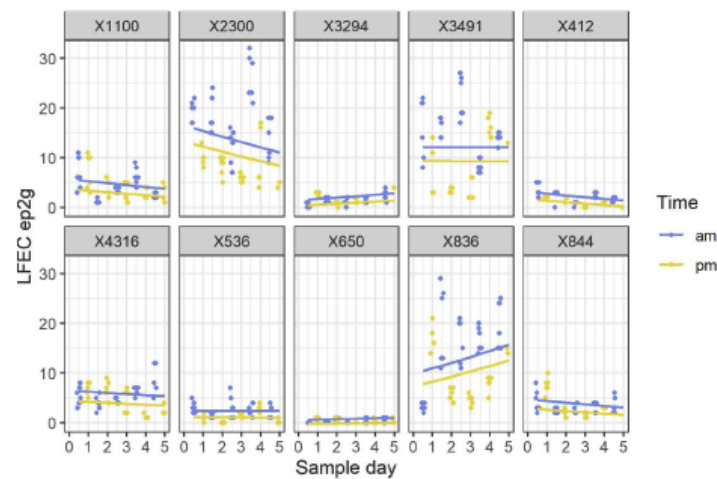 X1100 X2300 X3294 X3491 X412
30
20
10
0
X4316 X536 X650 X836 X844
30
20
10
0
0 1 2 3 4 5 0 1 2 3 4 5 0 1 2 3 4 5 0 1 2 3 4 5 0 1 2 3 4 5
Sample day
LFEC ep2g
Time
am
pm